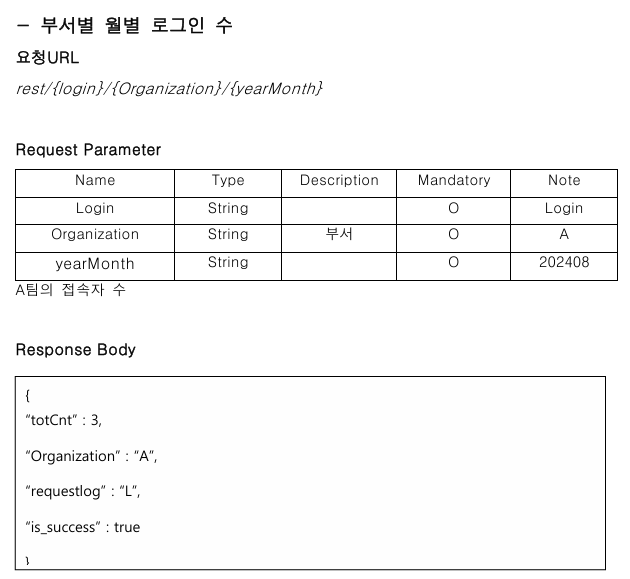 - 부서별 월별 로그인 수
요청URL
rest/{login}/{Organization}/{yearMonth}
Request Parameter
Name Type Description Mandatory Note
Login String O Login
Organization String 부서 O A
yearMonth String O 202408
A팀의 접속자 수
Response Body
{
“totCnt” : 3,
“Organization” : “A”,
“requestlog” : “L”,
“is_success” : true
}